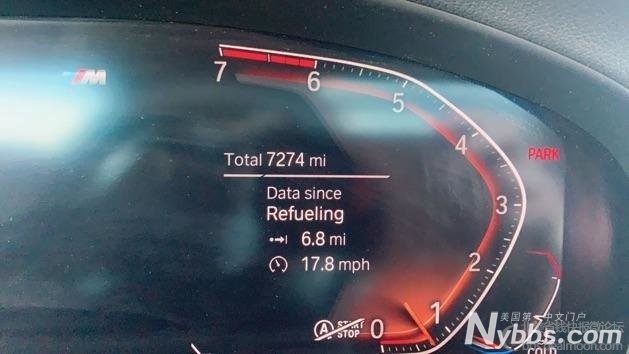 M
7
6
5
4
3
2
1
0
Total 7274 mi
PARK
Data since
Refueling
6.8 mi
17.8 mph
A START
STOP
美国第一中文门户
Nybbs.com
COLD